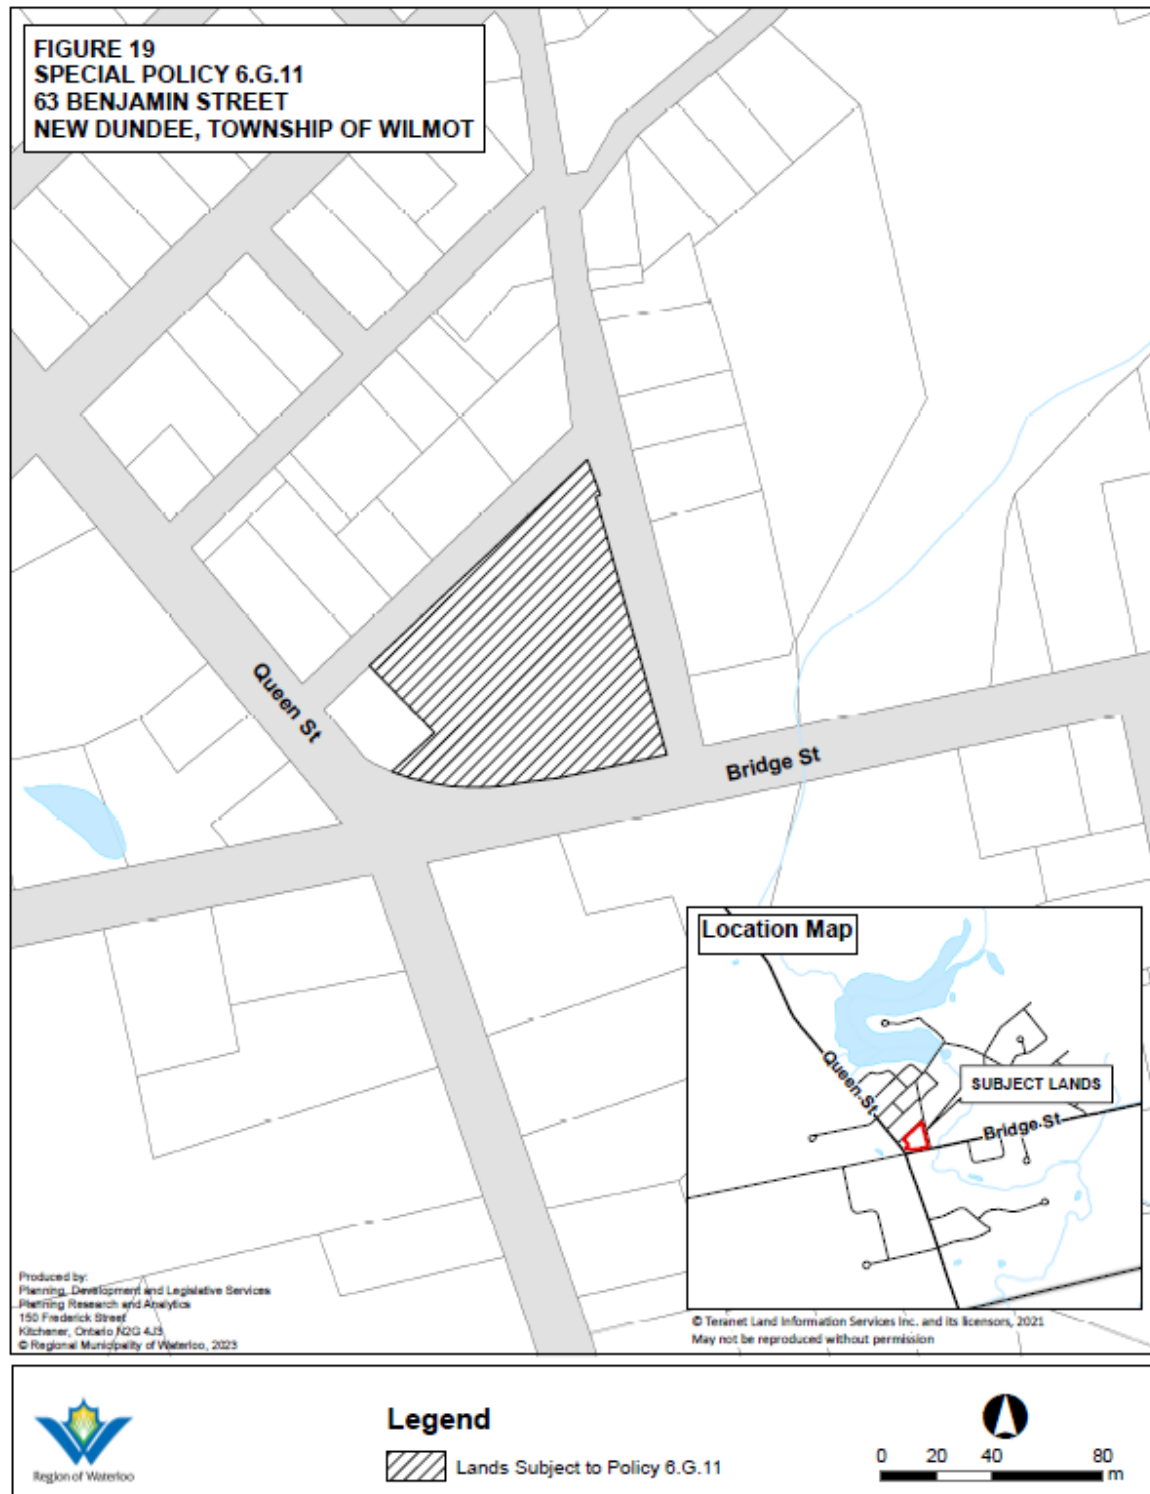 FIGURE 19
SPECIAL POLICY 6.G.11
63 BENJAMIN STREET
NEW DUNDEE, TOWNSHIP OF WILMOT
Queen St
Bridge St
Location Map
Queen St
SUBJECT LANDS
Bridge St
Produced by:
Planning, Development and Legislative Services
Planning Research and Analytics
150 Frederick Street
Kitchener, Ontario N2G 4J3
© Regional Municipality of Waterloo, 2023
© Teranet Land Information Services Inc. and its licensors, 2021
May not be reproduced without permission
Region of Waterloo
Legend
Lands Subject to Policy 6.G.11
0 20 40 80
m